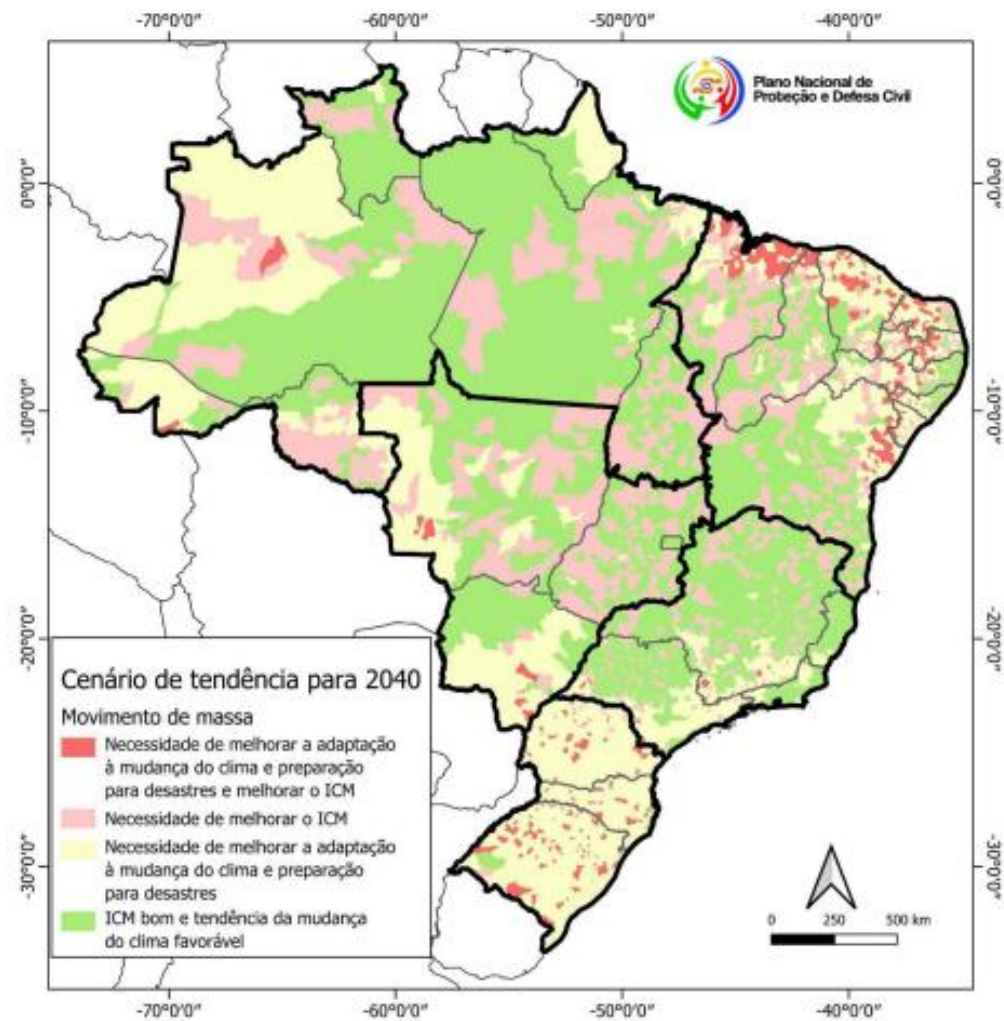 -70°0'0"
-60°0'0"
-50°0'0"
-40°0'0"
Plano Nacional de
Proteção e Defesa Civil
0°0'0"
0°0'0"
-10°0'0"
-10°0'0"
-20°0'0"
-20°0'0"
-30°0'0"
-30°0'0"
Cenário de tendência para 2040
Movimento de massa
Necessidade de melhorar a adaptação
à mudança do clima e preparação
para desastres e melhorar o ICM
Necessidade de melhorar o ICM
Necessidade de melhorar a adaptação
à mudança do clima e preparação
para desastres
ICM bom e tendência da mudança
do clima favorável
0 250 500 km
-70°0'0"
-60°0'0"
-50°0'0"
-40°0'0"